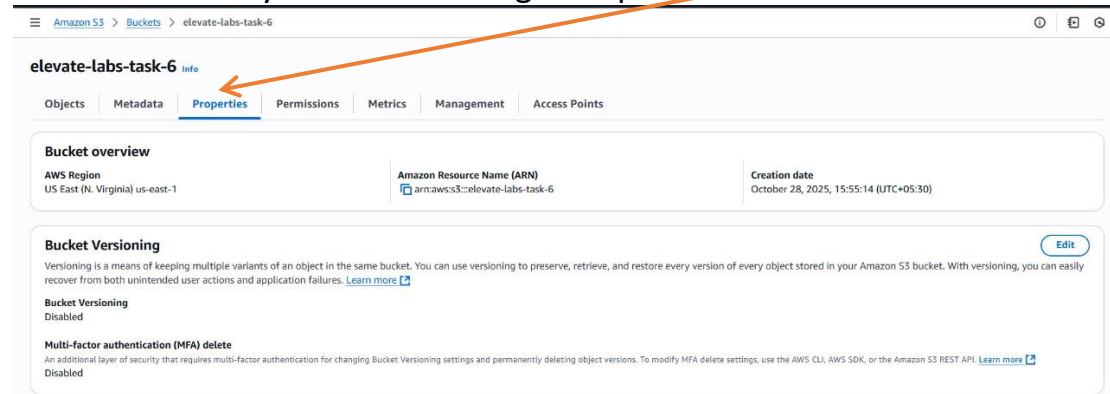 Amazon S3 > Buckets > elevate-labs-task-6
elevate-labs-task-6 Info
Objects Metadata Properties Permissions Metrics Management Access Points
Bucket overview
AWS Region
US East (N. Virginia) us-east-1
Amazon Resource Name (ARN)
arn:aws:s3:::elevate-labs-task-6
Creation date
October 28, 2025, 15:55:14 (UTC+05:30)
Bucket Versioning
Edit
Versioning is a means of keeping multiple variants of an object in the same bucket. You can use versioning to preserve, retrieve, and restore every version of every object stored in your Amazon S3 bucket. With versioning, you can easily
recover from both unintended user actions and application failures. Learn more
Bucket Versioning
Disabled
Multi-factor authentication (MFA) delete
An additional layer of security that requires multi-factor authentication for changing Bucket Versioning settings and permanently deleting object versions. To modify MFA delete settings, use the AWS CLI, AWS SDK, or the Amazon S3 REST API. Learn more
Disabled